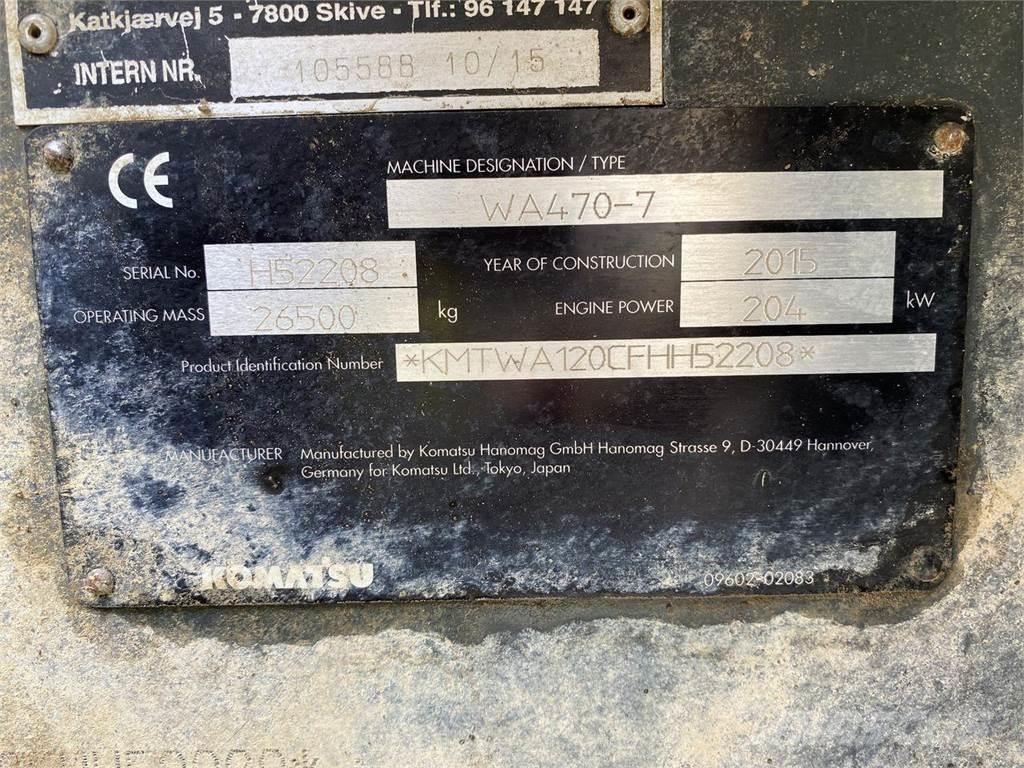 Katkjærvej 5 - 7800 Skive - Tlf.: 96 147 147
INTERN NR. 105588 10/15
CE
MACHINE DESIGNATION / TYPE
WA470-7
SERIAL No. H52208
YEAR OF CONSTRUCTION 2015
OPERATING MASS 26500 kg
ENGINE POWER 204 kW
Product Identification Number *KMTWA120CFHH52208*
MANUFACTURER Manufactured by Komatsu Hanomag GmbH Hanomag Strasse 9, D-30449 Hannover,
Germany for Komatsu Ltd., Tokyo, Japan
KOMATSU
09602-02083